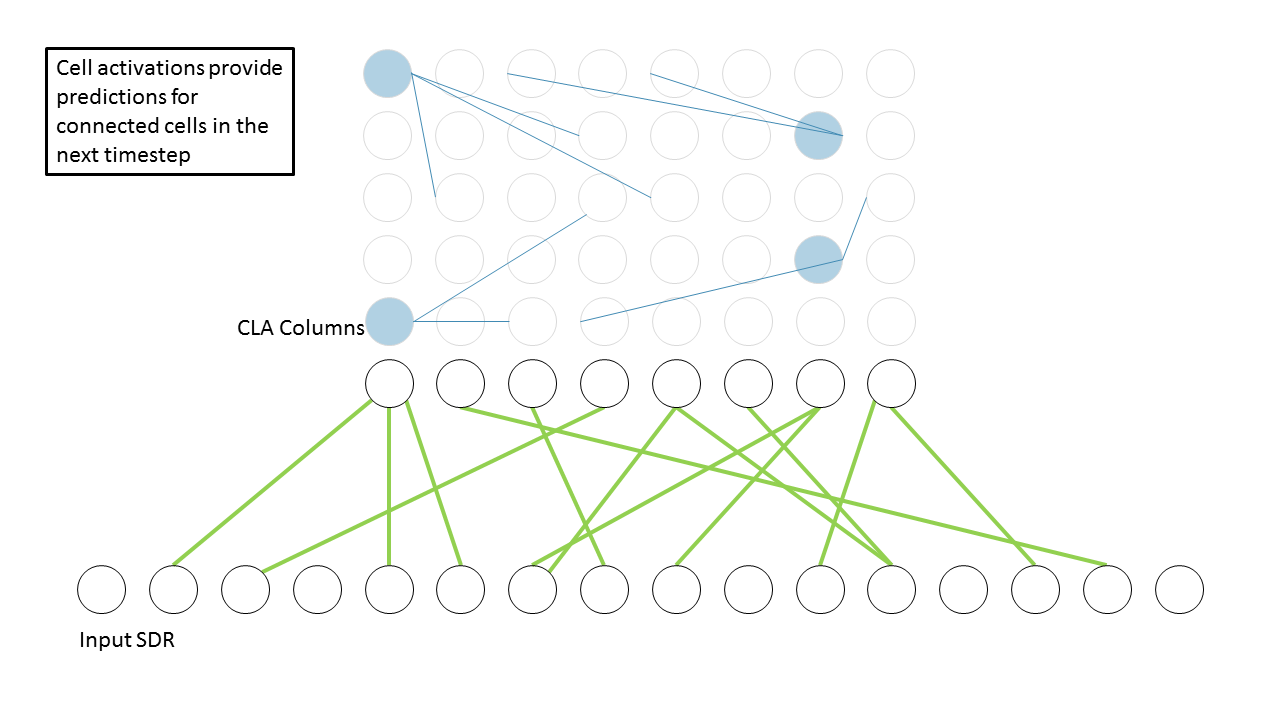 Cell activations provide
predictions for
connected cells in the
next timestep
CLA Columns
Input SDR